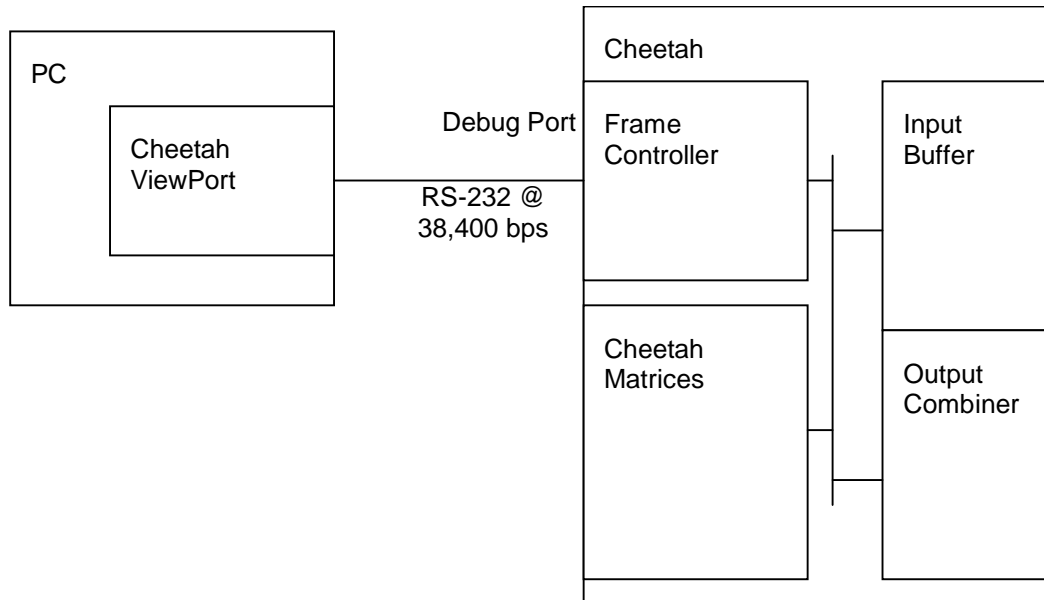 PC
Cheetah
ViewPort
Debug Port
RS-232 @
38,400 bps
Cheetah
Frame
Controller
Input
Buffer
Cheetah
Matrices
Output
Combiner